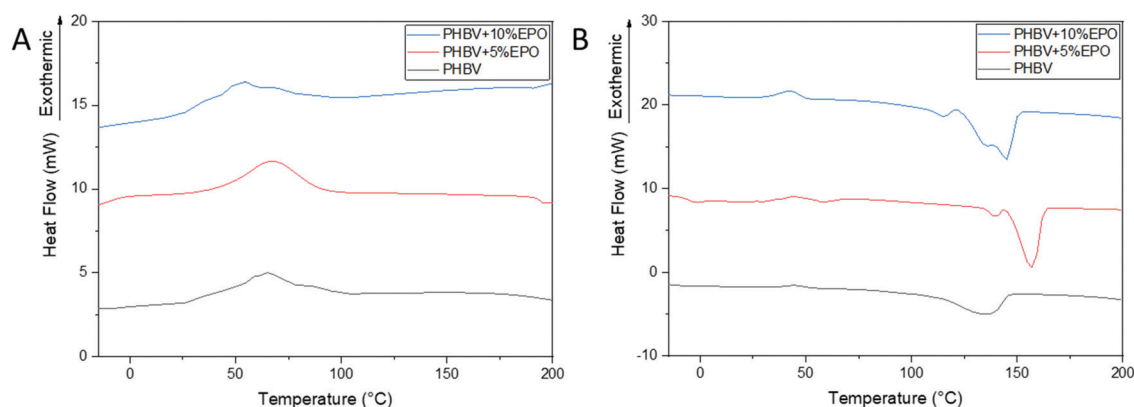 A
Exothermic
Heat Flow (mW)
20
15
10
5
0
PHBV+10%EPO
PHBV+5%EPO
PHBV
0
50
100
150
200
Temperature (°C)
B
Exothermic
Heat Flow (mW)
30
20
10
0
-10
PHBV+10%EPO
PHBV+5%EPO
PHBV
0
50
100
150
200
Temperature (°C)